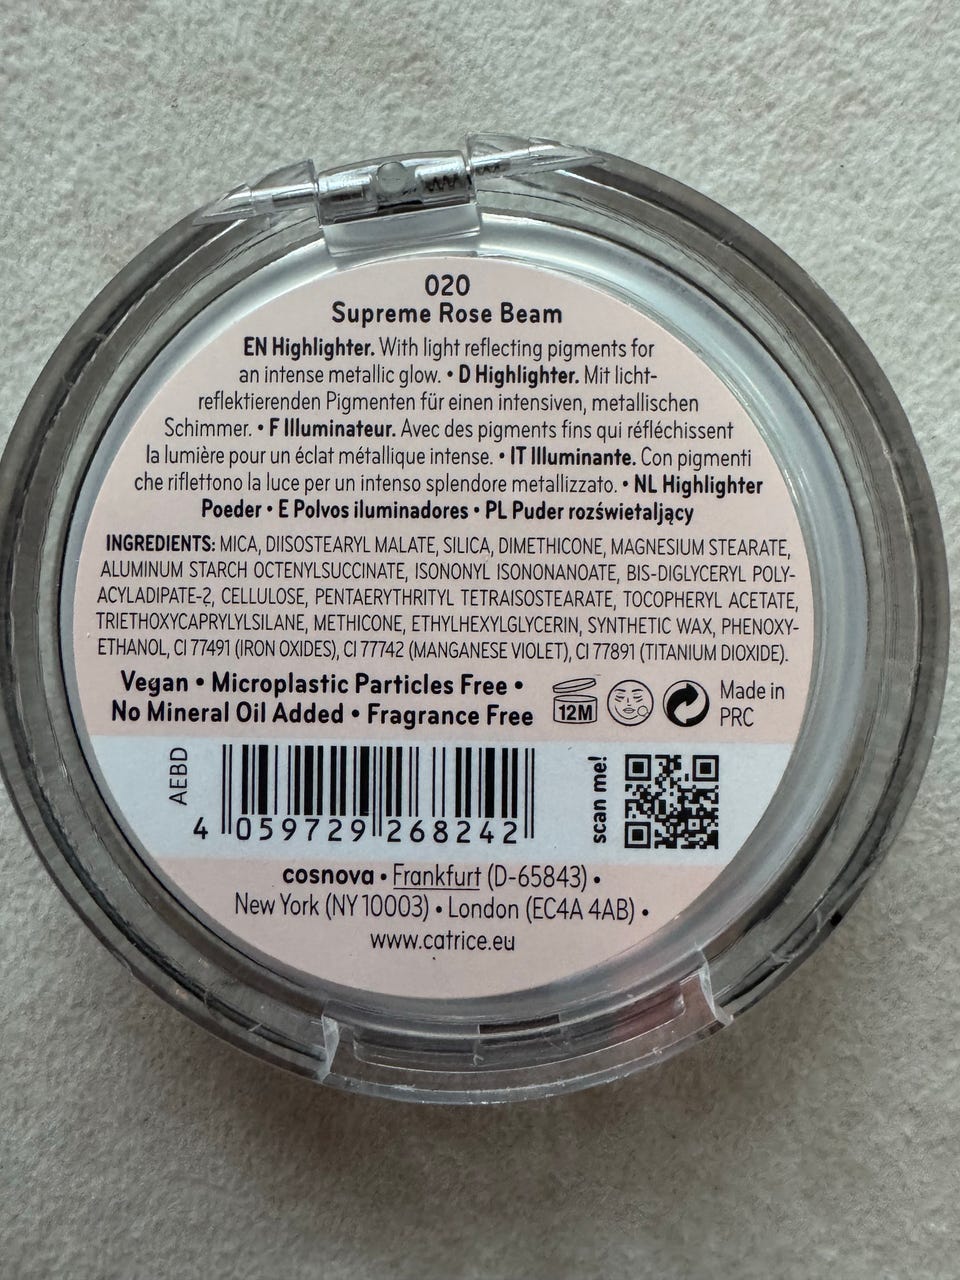 020
Supreme Rose Beam
EN Highlighter. With light reflecting pigments for
an intense metallic glow. • D Highlighter. Mit licht-
reflektierenden Pigmenten für einen intensiven, metallischen
Schimmer. • F Illuminateur. Avec des pigments fins qui réfléchissent
la lumière pour un éclat métallique intense. • IT Illuminante. Con pigmenti
che riflettono la luce per un intenso splendore metallizzato. • NL Highlighter
Poeder • E Polvos iluminadores • PL Puder rozświetlający
INGREDIENTS: MICA, DIISOSTEARYL MALATE, SILICA, DIMETHICONE, MAGNESIUM STEARATE,
ALUMINUM STARCH OCTENYLSUCCINATE, ISONONYL ISONONANOATE, BIS-DIGLYCERYL POLY-
ACYLADIPATE-2, CELLULOSE, PENTAERYTHRITYL TETRAISOSTEARATE, TOCOPHERYL ACETATE,
TRIETHOXYCAPRYLYLSILANE, METHICONE, ETHYLHEXYLGLYCERIN, SYNTHETIC WAX, PHENOXY-
ETHANOL, CI 77491 (IRON OXIDES), CI 77742 (MANGANESE VIOLET), CI 77891 (TITANIUM DIOXIDE).
Vegan • Microplastic Particles Free •
No Mineral Oil Added • Fragrance Free
12M
Made in
PRC
AEBD
4 059729 268242
scan me!
cosnova • Frankfurt (D-65843) •
New York (NY 10003) • London (EC4A 4AB) •
www.catrice.eu